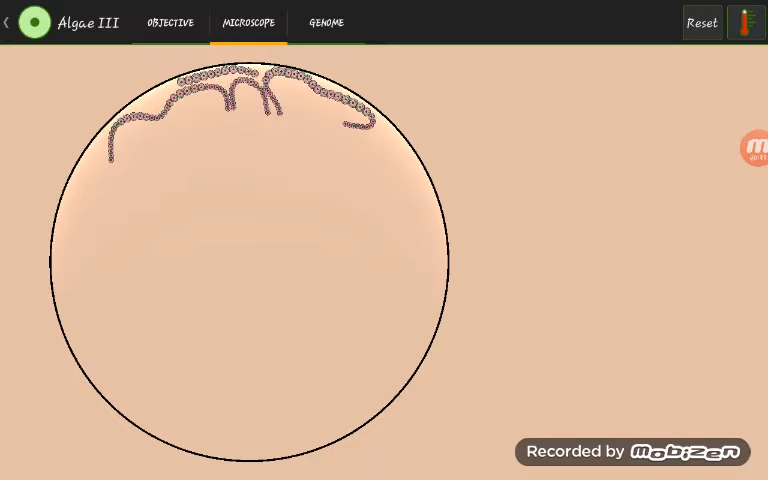 Algae III
OBJECTIVE
MICROSCOPE
GENOME
Reset
Recorded by mobizen